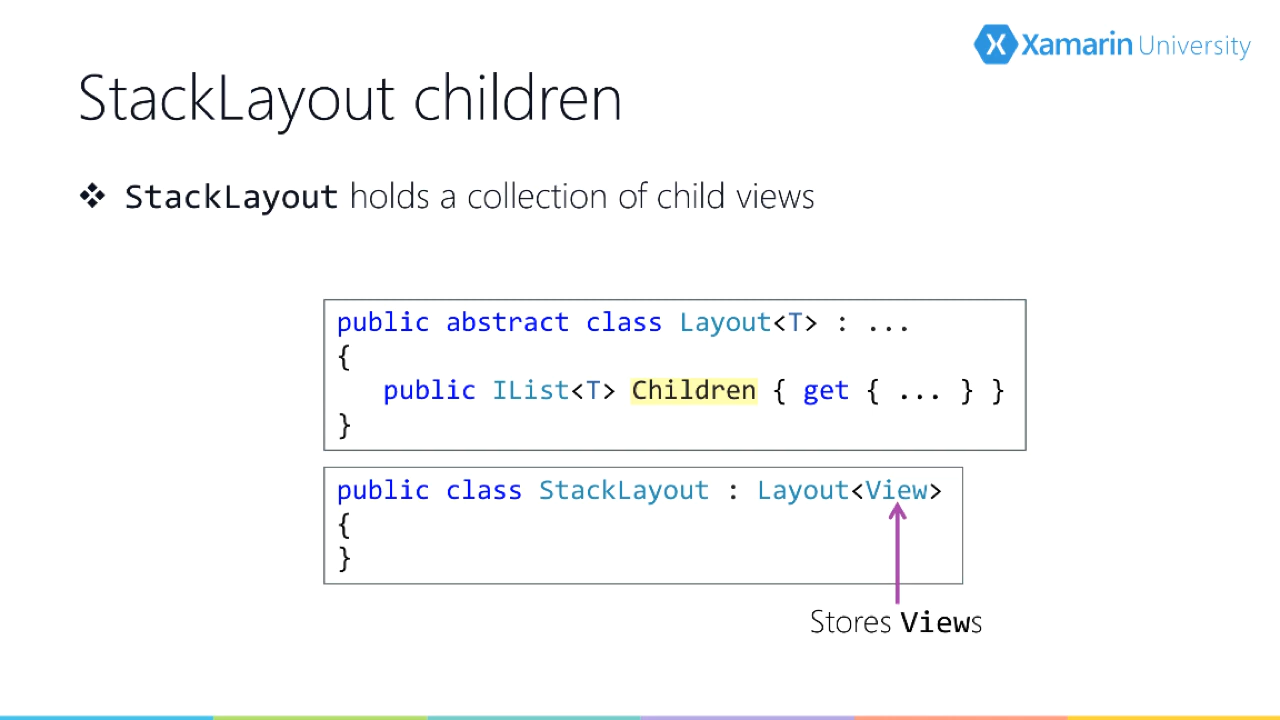 Xamarin University
StackLayout children
❖ StackLayout holds a collection of child views
public abstract class Layout<T> : ...
{
public IList<T> Children { get { ... } }
}
public class StackLayout : Layout<View>
{
}
Stores Views